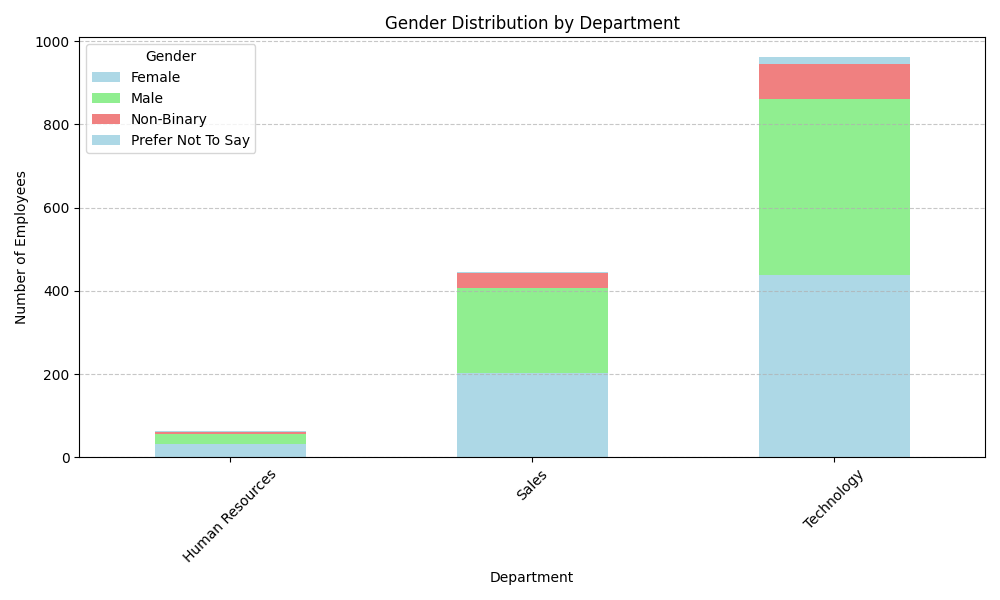 Gender Distribution by Department
1000
800
600
400
200
0
Number of Employees
Gender
Female
Male
Non-Binary
Prefer Not To Say
Human Resources
Sales
Technology
Department